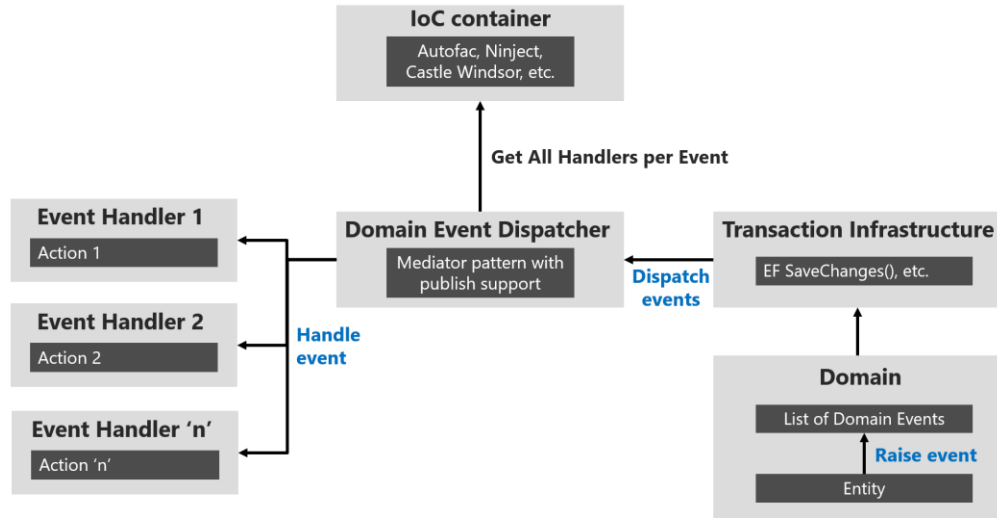 IoC container
Autofac, Ninject,
Castle Windsor, etc.
Get All Handlers per Event
Event Handler 1
Action 1
Domain Event Dispatcher
Mediator pattern with
publish support
Transaction Infrastructure
EF SaveChanges(), etc.
Dispatch
events
Event Handler 2
Action 2
Handle
event
Domain
List of Domain Events
Raise event
Entity
Event Handler ‘n’
Action ‘n’